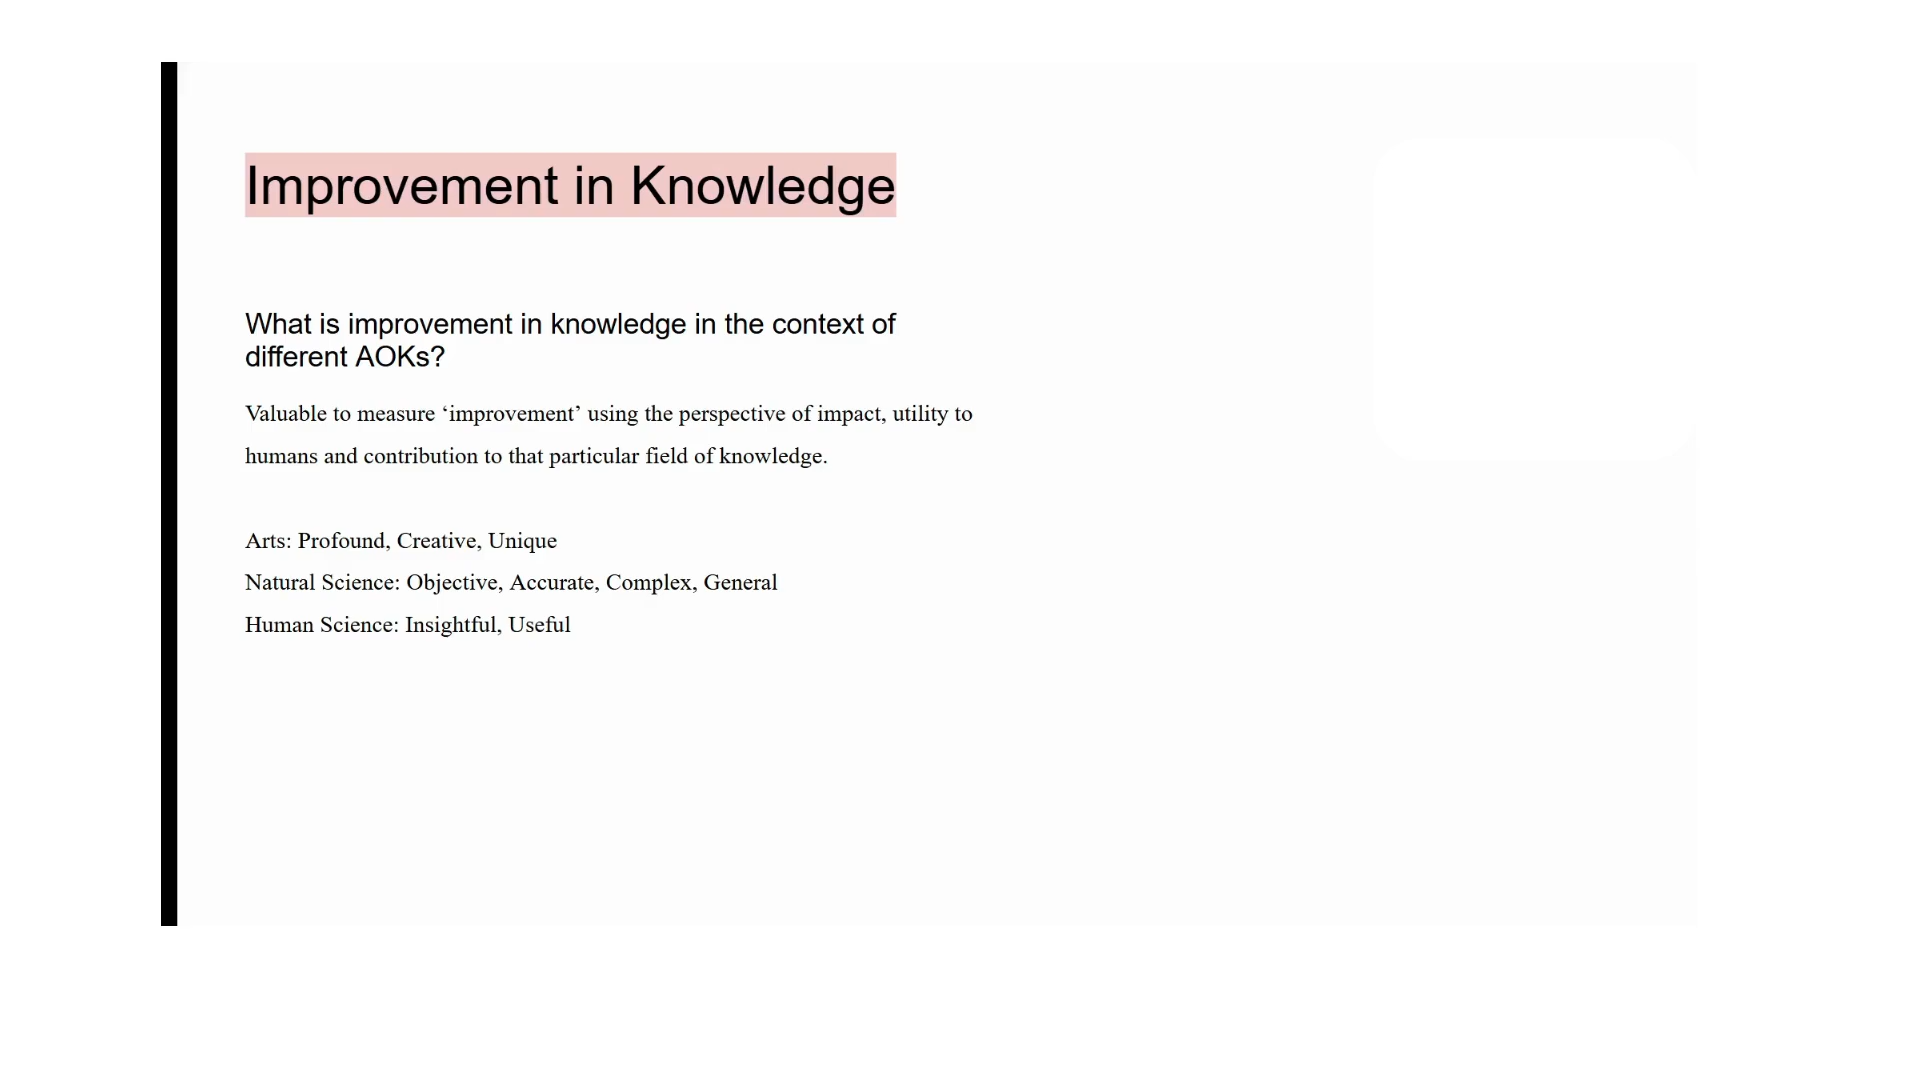 Improvement in Knowledge
What is improvement in knowledge in the context of
different AOKs?
Valuable to measure ‘improvement’ using the perspective of impact, utility to
humans and contribution to that particular field of knowledge.
Arts: Profound, Creative, Unique
Natural Science: Objective, Accurate, Complex, General
Human Science: Insightful, Useful